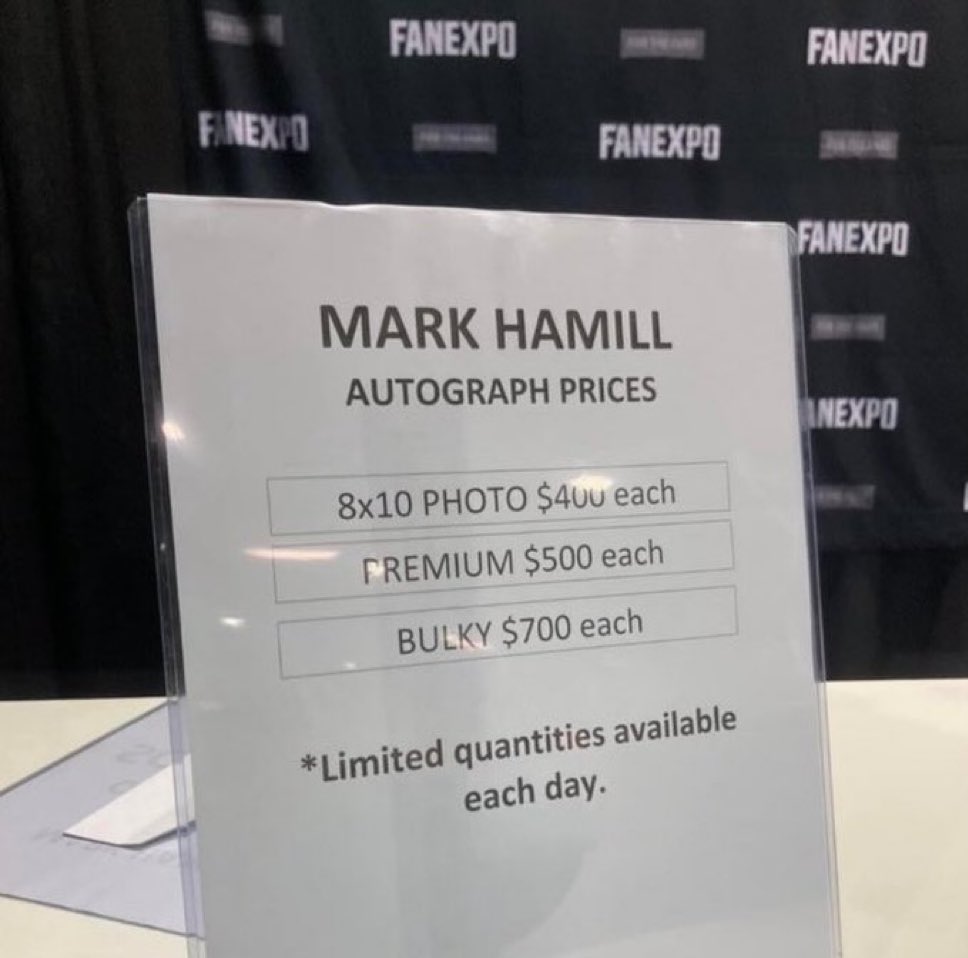 FANEXPO
FANEXPO
FANEXPO
FANEXPO
FANEXPO
FANEXPO
MARK HAMILL
AUTOGRAPH PRICES
8x10 PHOTO $400 each
PREMIUM $500 each
BULKY $700 each
*Limited quantities available
each day.